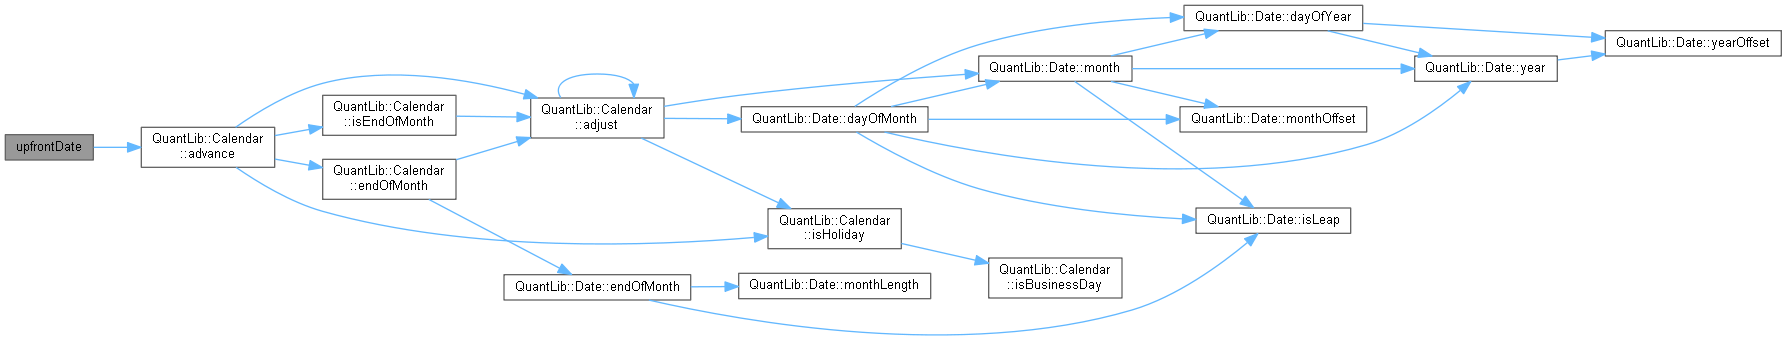 upfrontDate
QuantLib::Calendar
::advance
QuantLib::Calendar
::isEndOfMonth
QuantLib::Calendar
::endOfMonth
QuantLib::Calendar
::adjust
QuantLib::Date::endOfMonth
QuantLib::Date::dayOfMonth
QuantLib::Calendar
::isHoliday
QuantLib::Date::monthLength
QuantLib::Date::month
QuantLib::Calendar
::isBusinessDay
QuantLib::Date::dayOfYear
QuantLib::Date::monthOffset
QuantLib::Date::isLeap
QuantLib::Date::year
QuantLib::Date::yearOffset